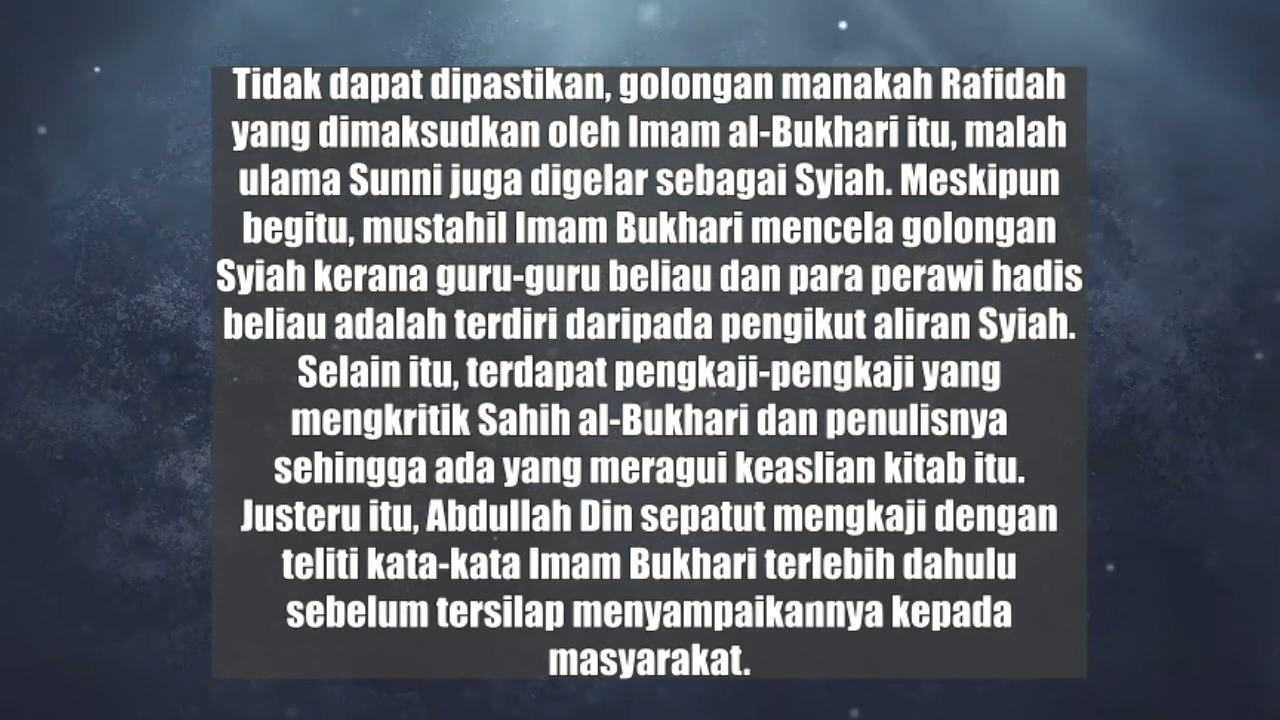 Tidak dapat dipastikan, golongan manakah Rafidah
yang dimaksudkan oleh Imam al-Bukhari itu, malah
ulama Sunni juga digelar sebagai Syiah. Meskipun
begitu, mustahil Imam Bukhari mencela golongan
Syiah kerana guru-guru beliau dan para perawi hadis
beliau adalah terdiri daripada pengikut aliran Syiah.
Selain itu, terdapat pengkaji-pengkaji yang
mengkritik Sahih al-Bukhari dan penulisnya
sehingga ada yang meragui keaslian kitab itu.
Justeru itu, Abdullah Din sepatut mengkaji dengan
teliti kata-kata Imam Bukhari terlebih dahulu
sebelum tersilap menyampaikannya kepada
masyarakat.